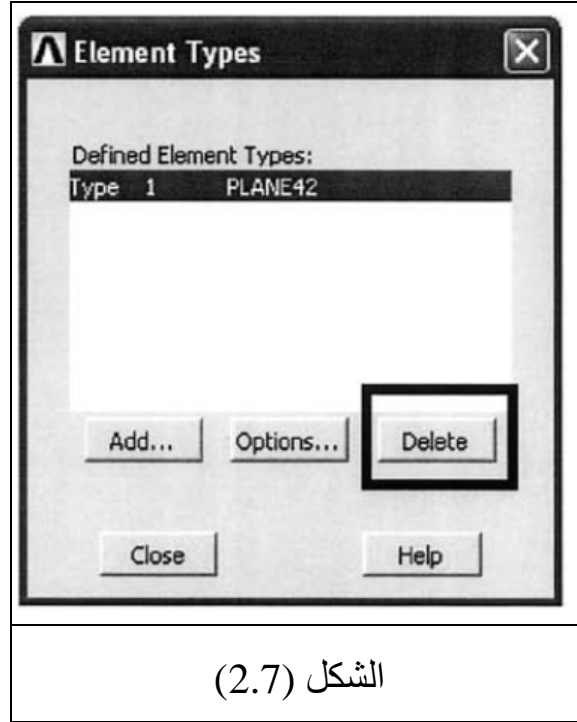 Element Types
Defined Element Types:
Type 1 PLANE42
Add... Options... Delete
Close Help
الشكل (2.7)